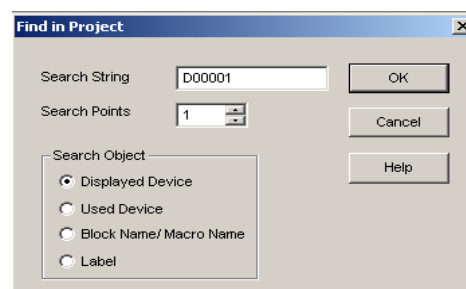 Find in Project
Search String D00001 OK
Search Points 1 Cancel
Search Object Help
Displayed Device
Used Device
Block Name/ Macro Name
Label